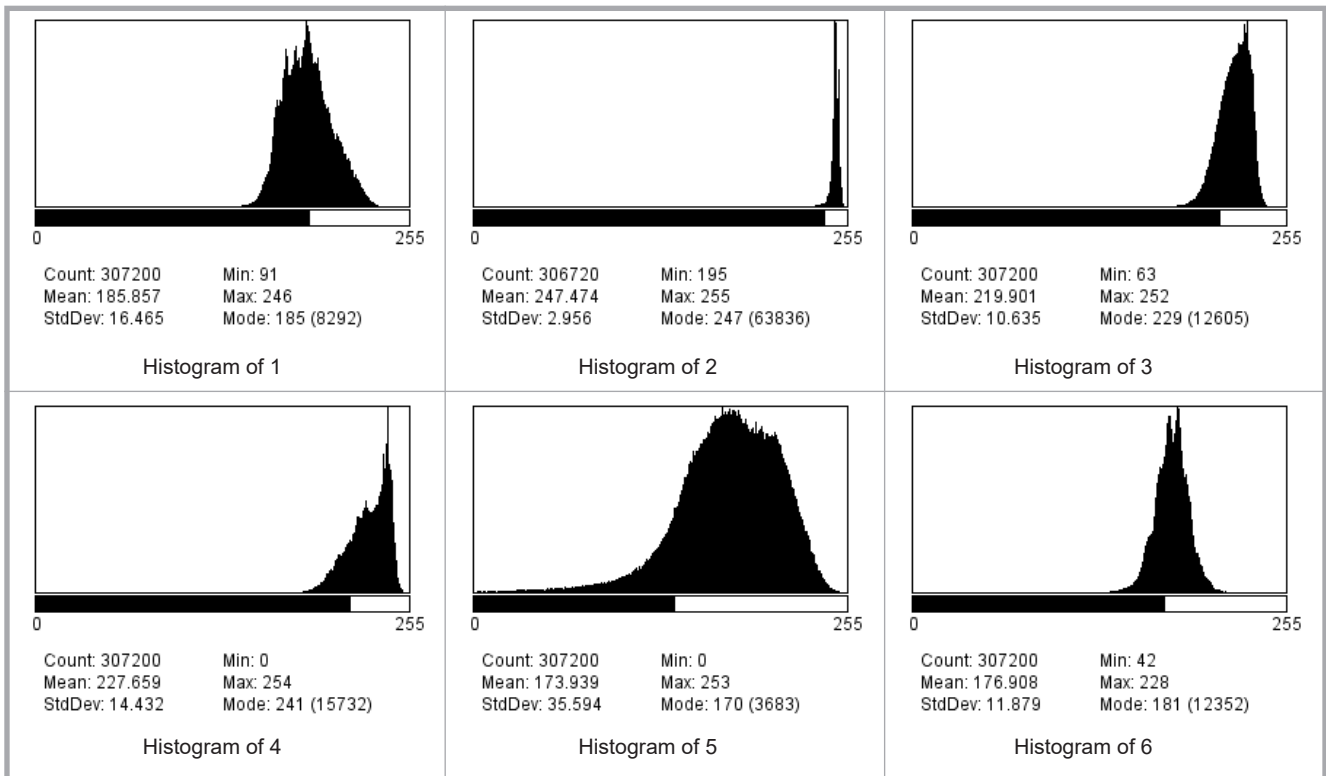 0 255
Count: 307200 Min: 91
Mean: 185.857 Max: 246
StdDev: 16.465 Mode: 185 (8292)
Histogram of 1
0 255
Count: 306720 Min: 195
Mean: 247.474 Max: 255
StdDev: 2.956 Mode: 247 (63836)
Histogram of 2
0 255
Count: 307200 Min: 63
Mean: 219.901 Max: 252
StdDev: 10.635 Mode: 229 (12605)
Histogram of 3
0 255
Count: 307200 Min: 0
Mean: 227.659 Max: 254
StdDev: 14.432 Mode: 241 (15732)
Histogram of 4
0 255
Count: 307200 Min: 0
Mean: 173.939 Max: 253
StdDev: 35.594 Mode: 170 (3683)
Histogram of 5
0 255
Count: 307200 Min: 42
Mean: 176.908 Max: 228
StdDev: 11.879 Mode: 181 (12352)
Histogram of 6